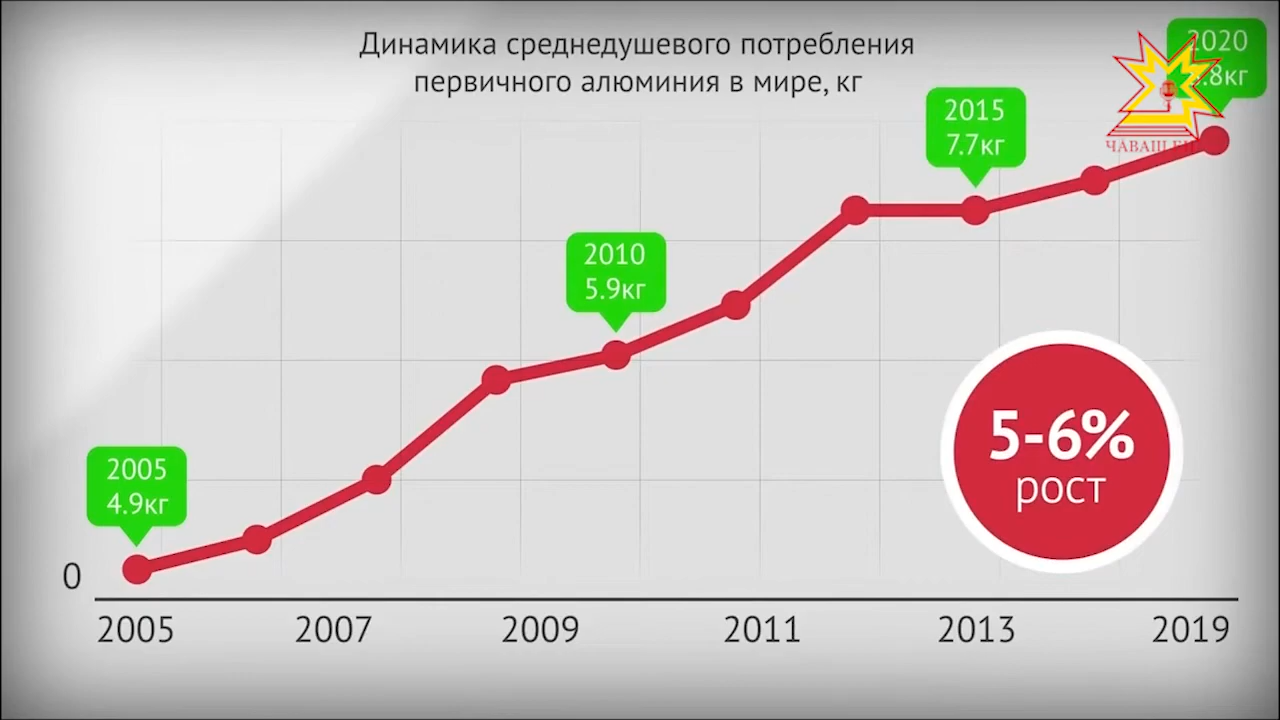 Динамика среднедушевого потребления
первичного алюминия в мире, кг
2020
2015
7.7кг
2010
5.9кг
2005
4.9кг
5-6%
рост
0
2005 2007 2009 2011 2013 2019